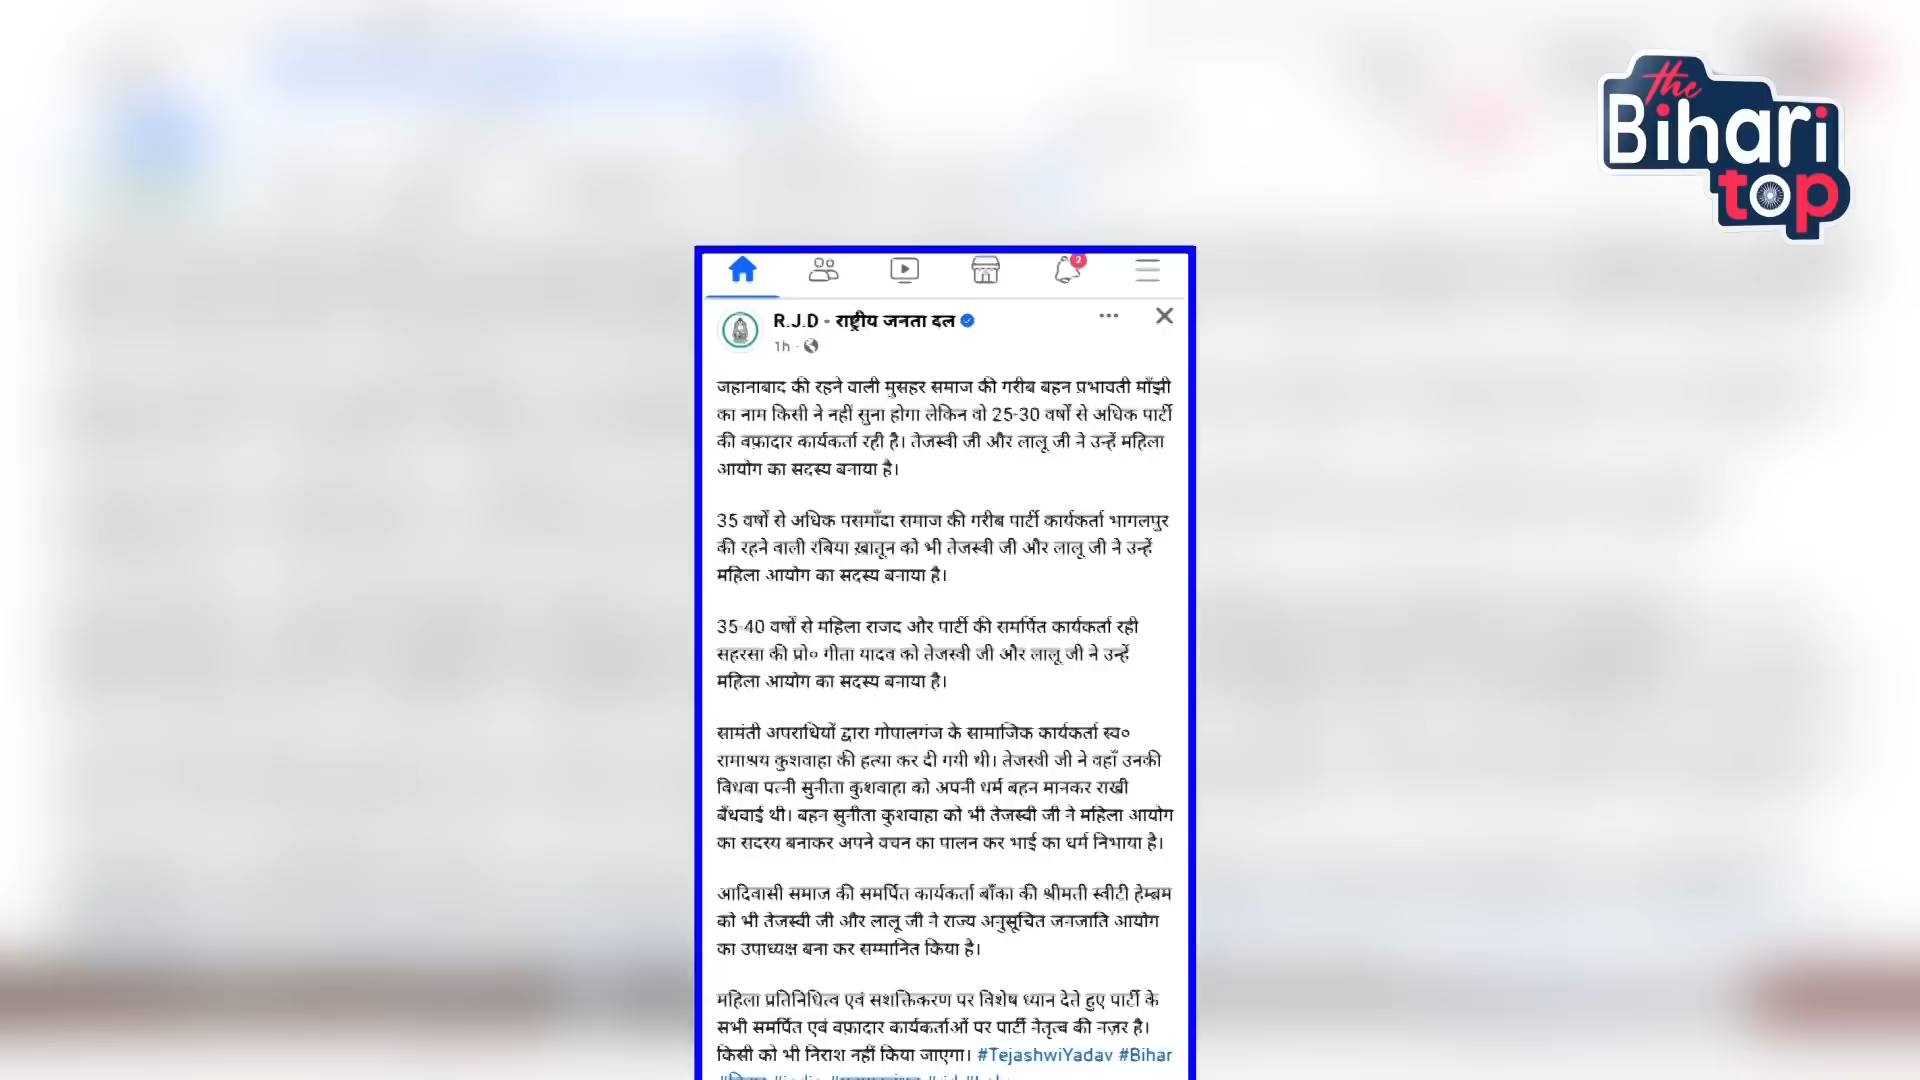 the
Bihari
top
2
R.J.D - राष्ट्रीय जनता दल
1h ·
जहानाबाद की रहने वाली मुसहर समाज की गरीब बहन प्रभावती माँझी
का नाम किसी ने नहीं सुना होगा लेकिन वो 25-30 वर्षों से अधिक पार्टी
की वफ़ादार कार्यकर्ता रही है। तेजस्वी जी और लालू जी ने उन्हें महिला
आयोग का सदस्य बनाया है।
35 वर्षों से अधिक पसमाँदा समाज की गरीब पार्टी कार्यकर्ता भागलपुर
की रहने वाली रबिया ख़ातून को भी तेजस्वी जी और लालू जी ने उन्हें
महिला आयोग का सदस्य बनाया है।
35-40 वर्षों से महिला राजद और पार्टी की समर्पित कार्यकर्ता रही
सहरसा की प्रो० गीता यादव को तेजस्वी जी और लालू जी ने उन्हें
महिला आयोग का सदस्य बनाया है।
सामंती अपराधियों द्वारा गोपालगंज के सामाजिक कार्यकर्ता स्व०
रामाश्रय कुशवाहा की हत्या कर दी गयी थी। तेजस्वी जी ने वहाँ उनकी
विधवा पत्नी सुनीता कुशवाहा को अपनी धर्म बहन मानकर राखी
बँधवाई थी। बहन सुनीता कुशवाहा को भी तेजस्वी जी ने महिला आयोग
का सदस्य बनाकर अपने वचन का पालन कर भाई का धर्म निभाया है।
आदिवासी समाज की समर्पित कार्यकर्ता बाँका की श्रीमती स्वीटी हेम्ब्रम
को भी तेजस्वी जी और लालू जी ने राज्य अनुसूचित जनजाति आयोग
का उपाध्यक्ष बना कर सम्मानित किया है।
महिला प्रतिनिधित्व एवं सशक्तिकरण पर विशेष ध्यान देते हुए पार्टी के
सभी समर्पित एवं वफ़ादार कार्यकर्ताओं पर पार्टी नेतृत्व की नज़र है।
किसी को भी निराश नहीं किया जाएगा। #TejashwiYadav #Bihar